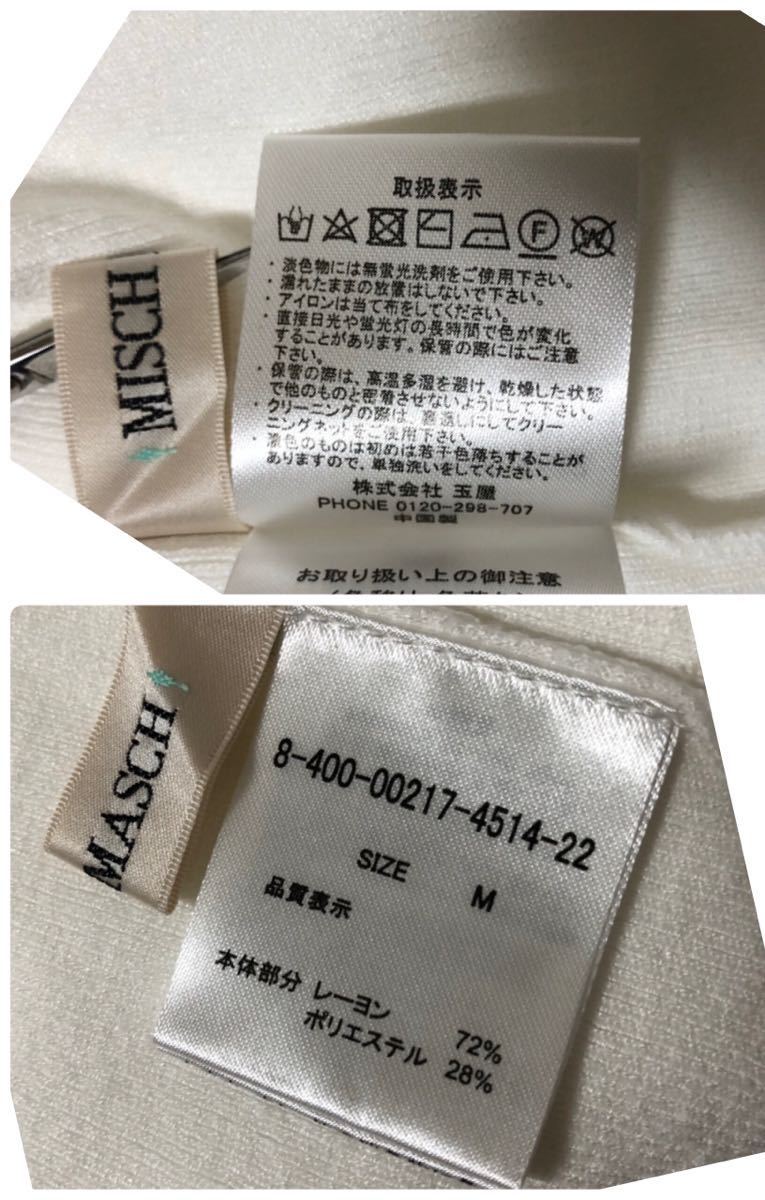 MISCH
取扱表示
F
W
・淡色物には無蛍光洗剤をご使用下さい。
・濡れたままの放置はしないで下さい。
・アイロンは当て布をしてください。
・直接日光や蛍光灯の長時間で色が変化
することがあります。保管の際にはご注意
下さい。
・保管の際は、高温多湿を避け、乾燥した状態
で他のものと密着させないようにして下さい。
・クリーニングの際は、裏返しにしてクリー
ニングネットをご使用下さい。
・濃色のものは初めは若干色落ちすることが
ありますので、単独洗いをしてください。
株式会社 玉屋
PHONE 0120-298-707
中国製
お取り扱い上の御注意
MASCH
8-400-00217-4514-22
SIZE M
品質表示
本体部分 レーヨン 72%
ポリエステル 28%